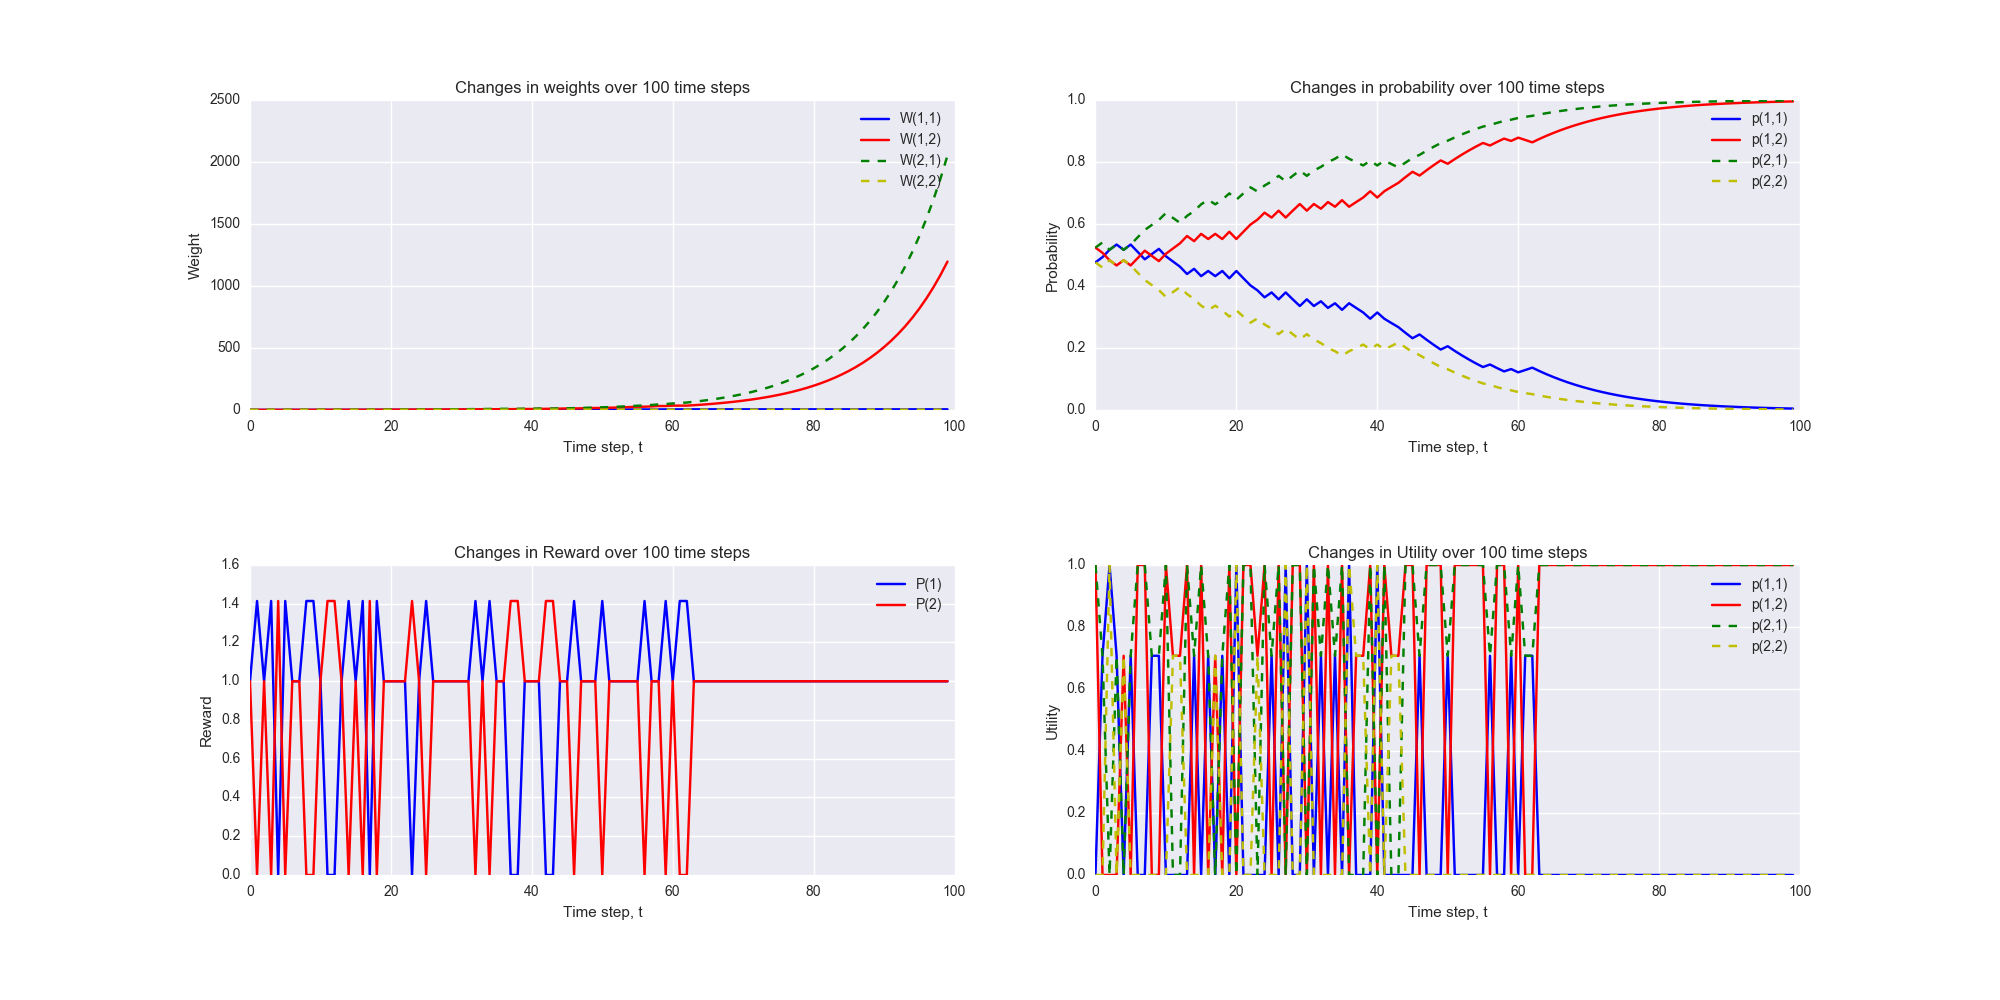 Changes in weights over 100 time steps
2500
2000
1500
1000
500
0
Weight
0 20 40 60 80 100
Time step, t
W(1,1)
W(1,2)
W(2,1)
W(2,2)
Changes in probability over 100 time steps
1.0
0.8
0.6
0.4
0.2
0.0
Probability
0 20 40 60 80 100
Time step, t
p(1,1)
p(1,2)
p(2,1)
p(2,2)
Changes in Reward over 100 time steps
1.6
1.4
1.2
1.0
0.8
0.6
0.4
0.2
0.0
Reward
0 20 40 60 80 100
Time step, t
P(1)
P(2)
Changes in Utility over 100 time steps
1.0
0.8
0.6
0.4
0.2
0.0
Utility
0 20 40 60 80 100
Time step, t
p(1,1)
p(1,2)
p(2,1)
p(2,2)